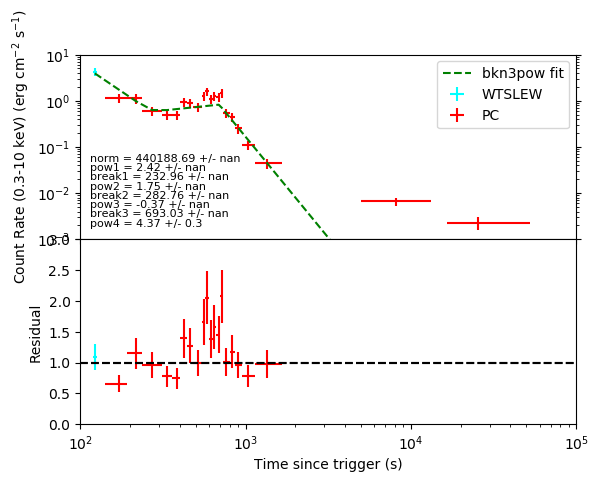 Count Rate (0.3-10 keV) (erg cm⁻² s⁻¹)
10¹
10⁰
10⁻¹
10⁻²
10⁻³
bkn3pow fit
WTSLEW
PC
norm = 440188.69 +/- nan
pow1 = 2.42 +/- nan
break1 = 232.96 +/- nan
pow2 = 1.75 +/- nan
break2 = 282.76 +/- nan
pow3 = -0.37 +/- nan
break3 = 693.03 +/- nan
pow4 = 4.37 +/- 0.3
Residual
3.0
2.5
2.0
1.5
1.0
0.5
0.0
10² 10³ 10⁴ 10⁵
Time since trigger (s)